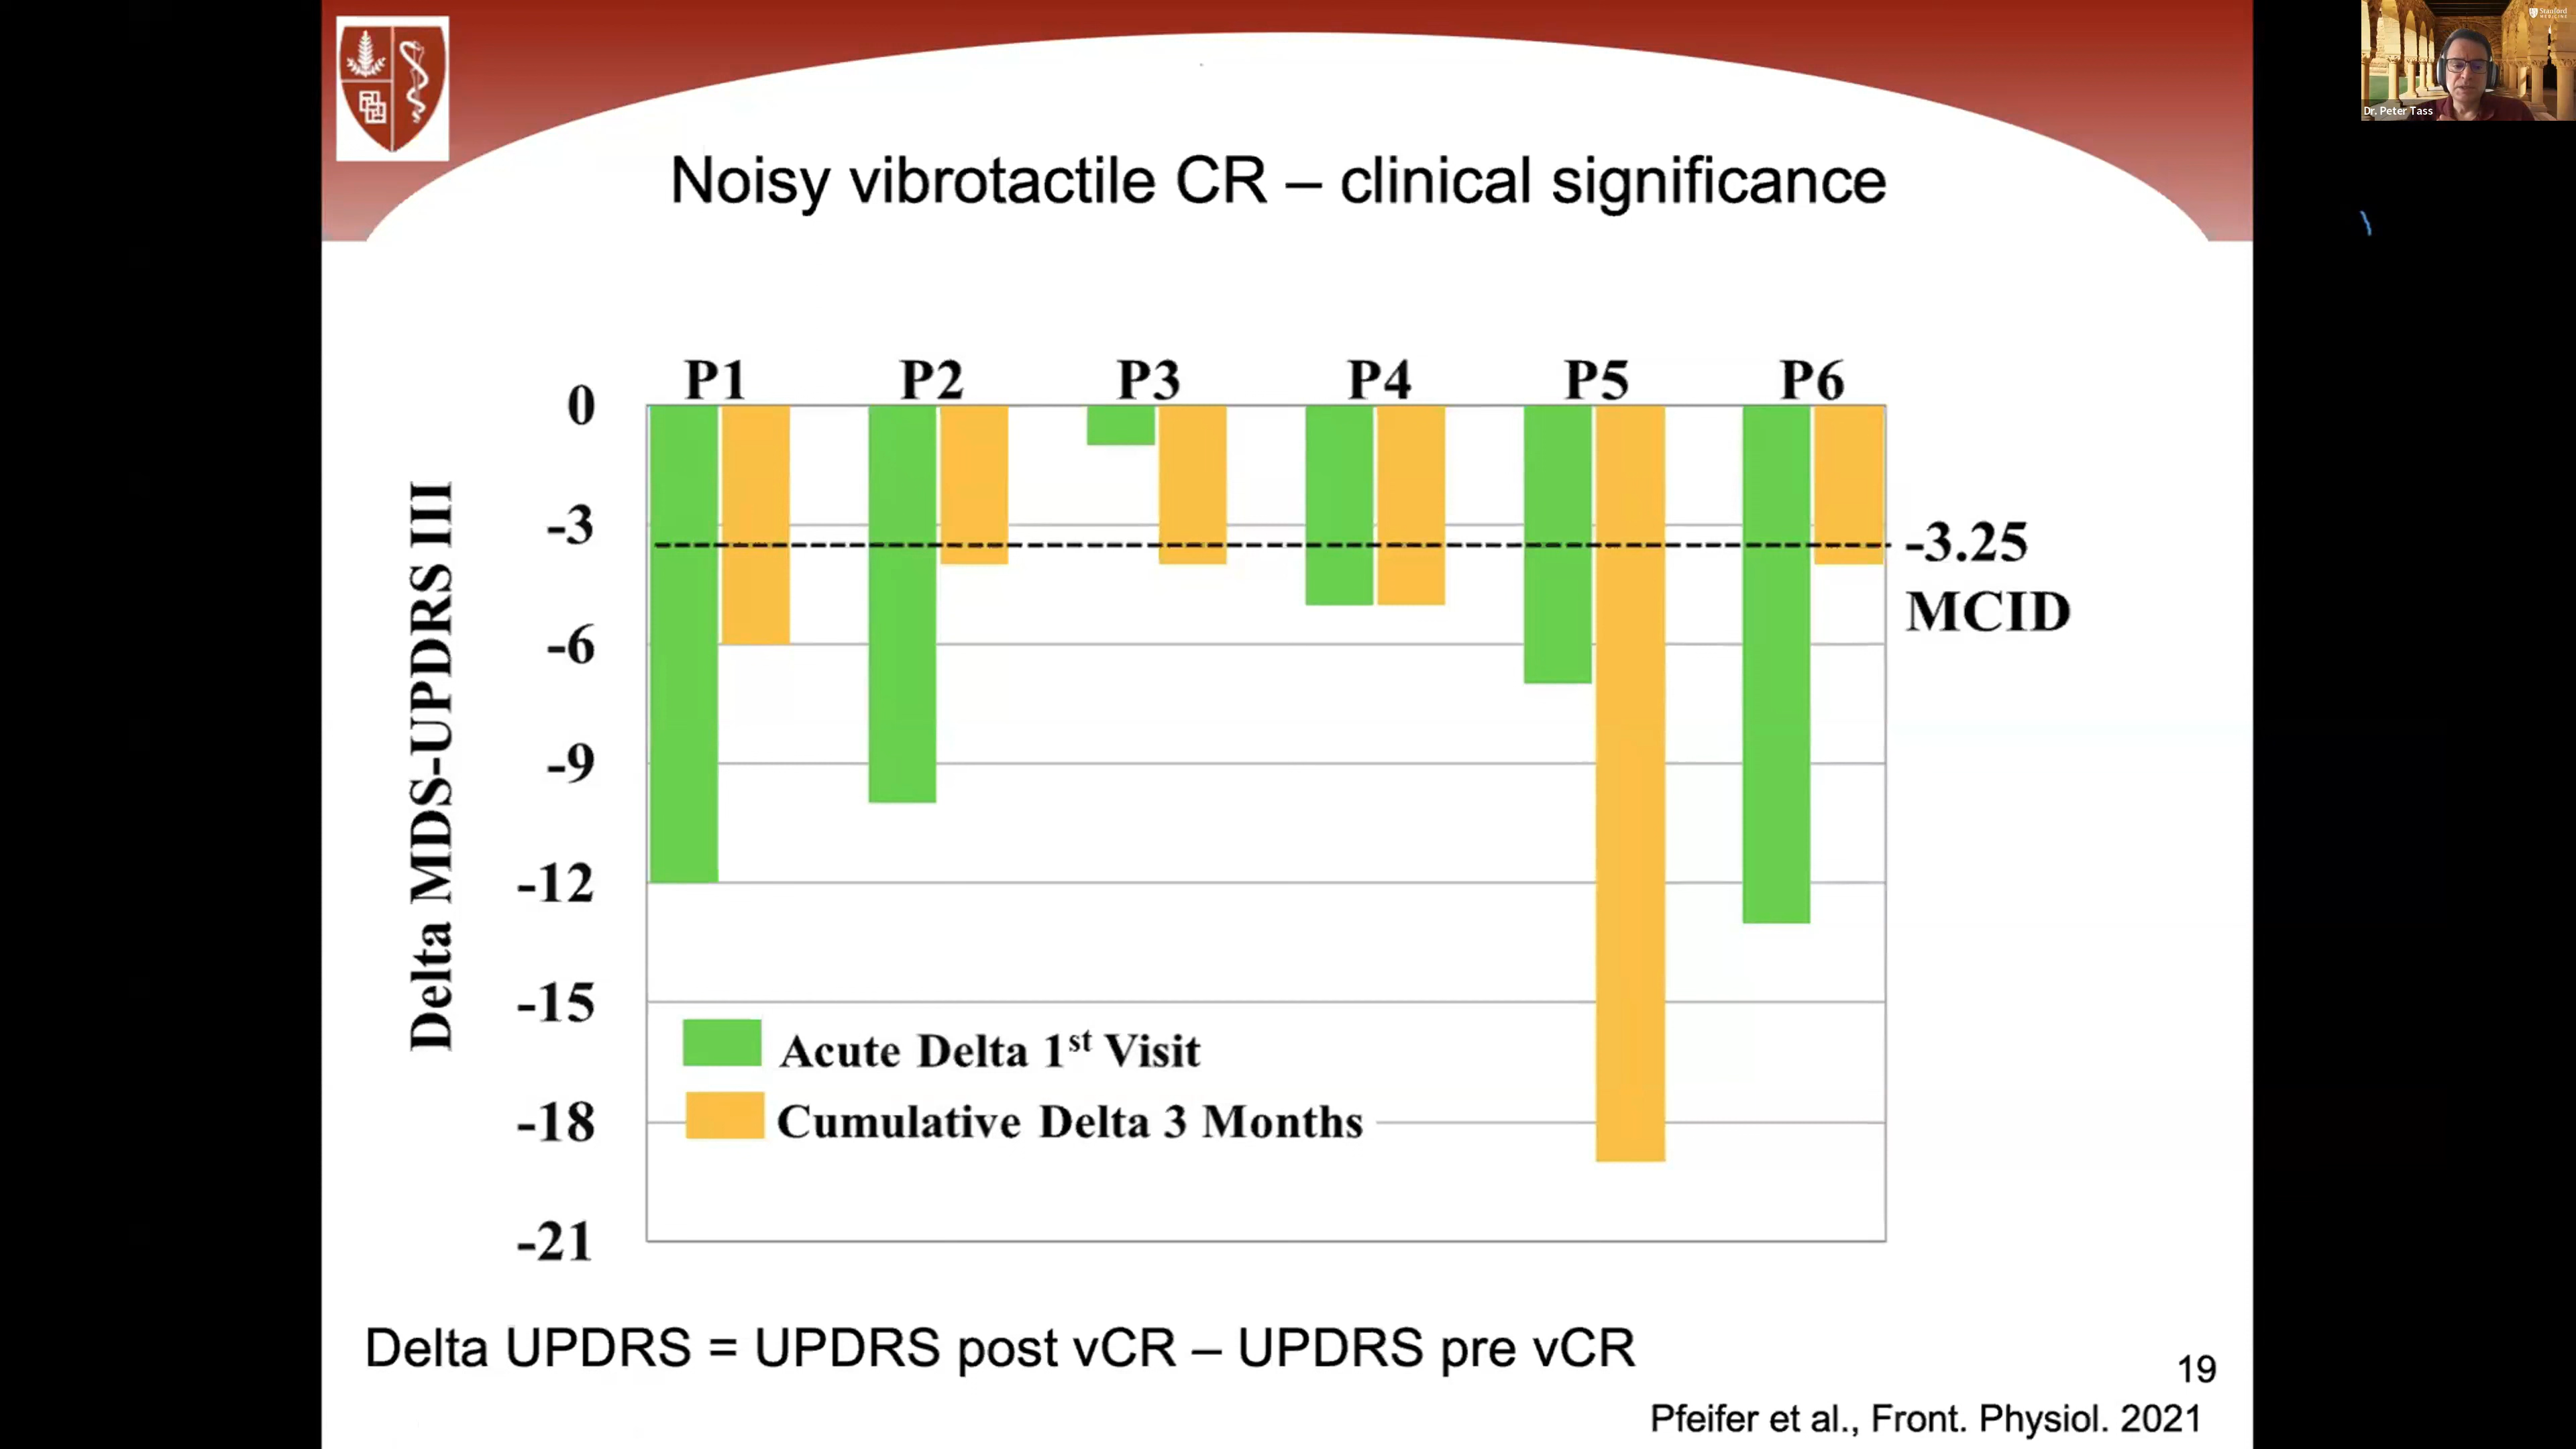 Stanford
MEDICINE
Dr. Peter Tass
Noisy vibrotactile CR – clinical significance
P1 P2 P3 P4 P5 P6
0
-3
-3.25
MCID
-6
-9
-12
-15
-18
-21
Delta MDS-UPDRS III
Acute Delta 1st Visit
Cumulative Delta 3 Months
Delta UPDRS = UPDRS post vCR – UPDRS pre vCR
19
Pfeifer et al., Front. Physiol. 2021